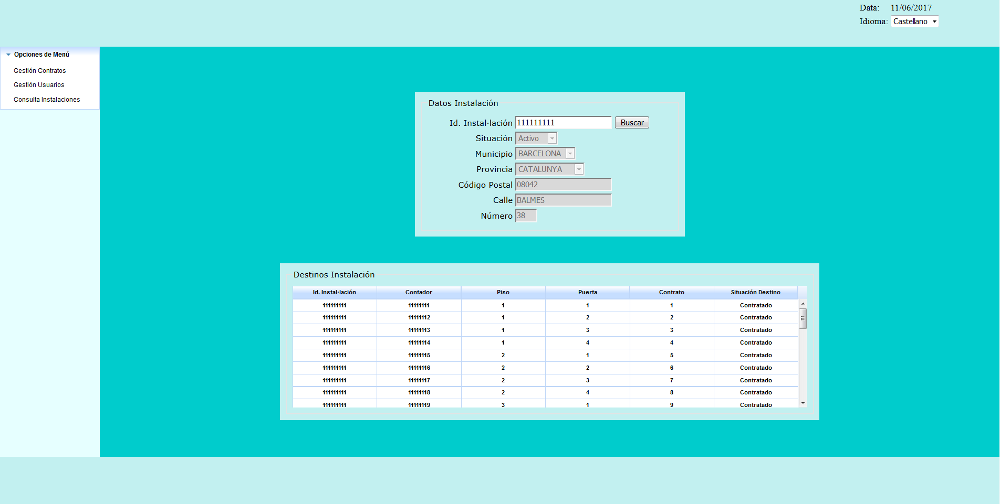 Data: 11/06/2017
Idioma: Castellano
Opciones de Menú
Gestión Contratos
Gestión Usuarios
Consulta Instalaciones
Datos Instalación
Id. Instal·lación 111111111 Buscar
Situación Activo
Municipio BARCELONA
Provincia CATALUNYA
Código Postal 08042
Calle BALMES
Número 38
Destinos Instalación
Id. Instal·lación Contador Piso Puerta Contrato Situación Destino
111111111 11111111 1 1 1 Contratado
111111111 11111112 1 2 2 Contratado
111111111 11111113 1 3 3 Contratado
111111111 11111114 1 4 4 Contratado
111111111 11111115 2 1 5 Contratado
111111111 11111116 2 2 6 Contratado
111111111 11111117 2 3 7 Contratado
111111111 11111118 2 4 8 Contratado
111111111 11111119 3 1 9 Contratado